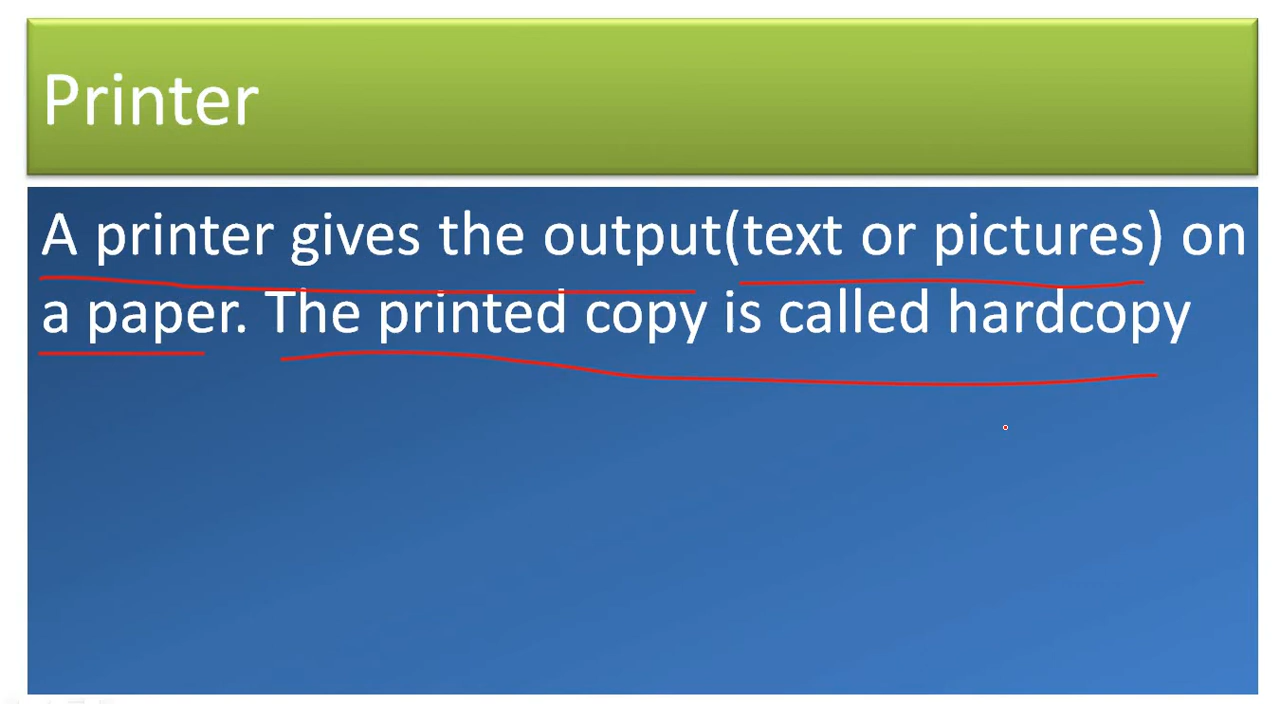 Printer
A printer gives the output(text or pictures) on
a paper. The printed copy is called hardcopy